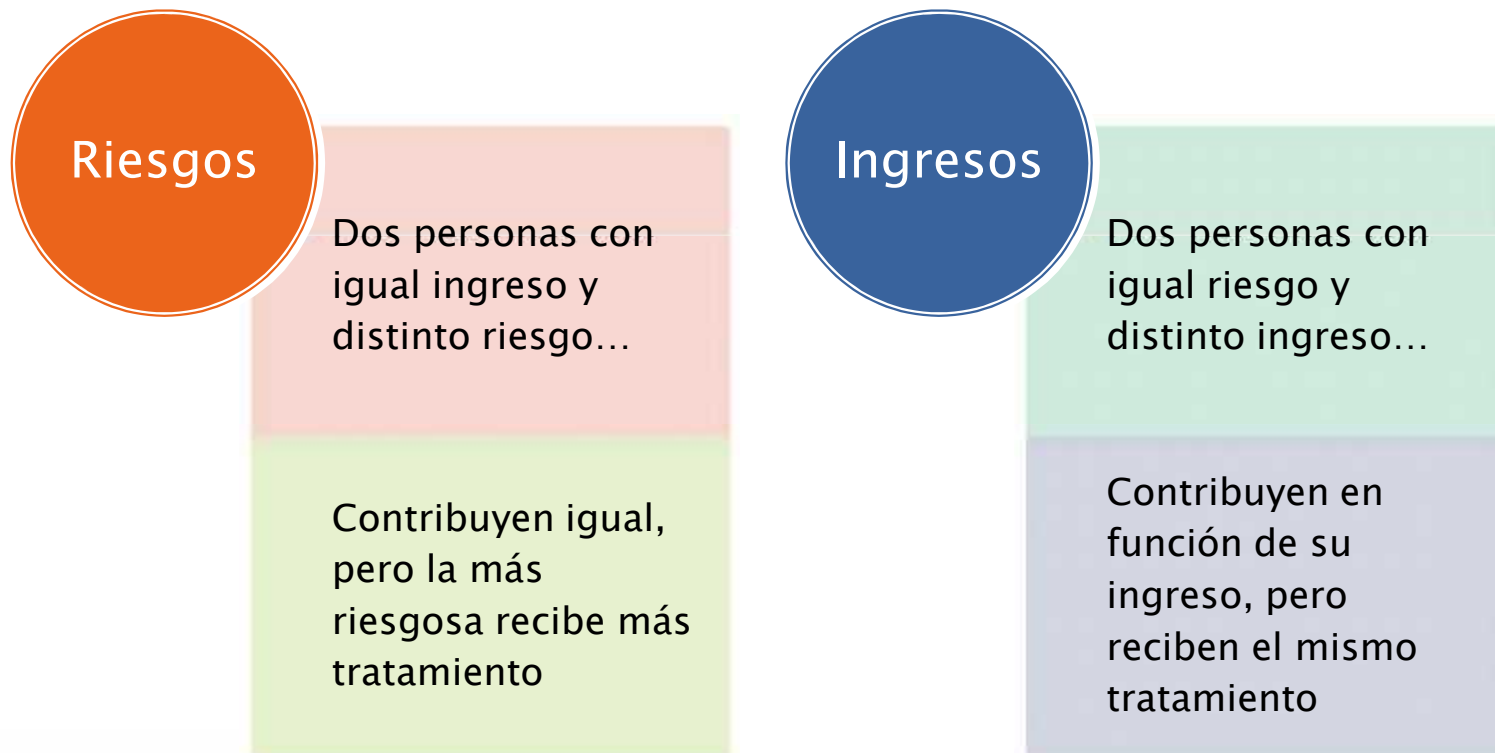 Riesgos
Dos personas con
igual ingreso y
distinto riesgo…
Contribuyen igual,
pero la más
riesgosa recibe más
tratamiento
Ingresos
Dos personas con
igual riesgo y
distinto ingreso…
Contribuyen en
función de su
ingreso, pero
reciben el mismo
tratamiento